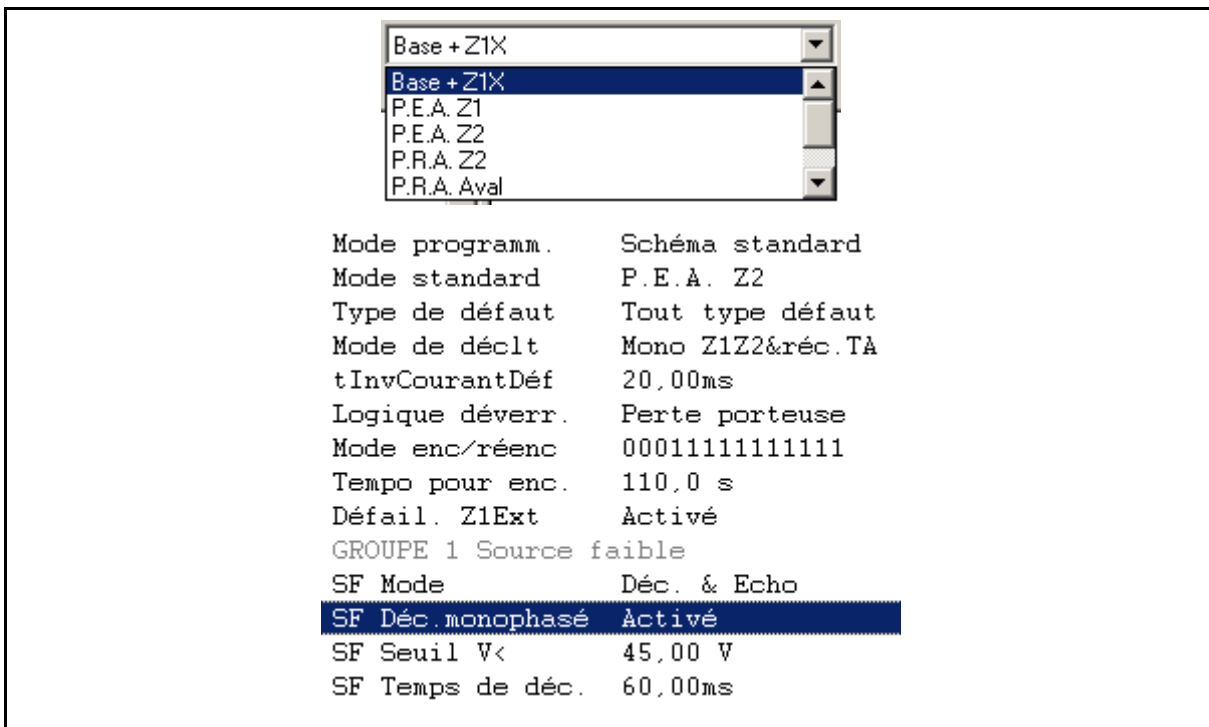 Base + Z1X
Base + Z1X
P.E.A. Z1
P.E.A. Z2
P.R.A. Z2
P.R.A. Aval
Mode programm. Schéma standard
Mode standard P.E.A. Z2
Type de défaut Tout type défaut
Mode de déclt Mono Z1Z2&réc.TA
tInvCourantDéf 20,00ms
Logique déverr. Perte porteuse
Mode enc/réenc 00011111111111
Tempo pour enc. 110,0 s
Défail. Z1Ext Activé
GROUPE 1 Source faible
SF Mode Déc. & Echo
SF Déc.monophasé Activé
SF Seuil V< 45,00 V
SF Temps de déc. 60,00ms